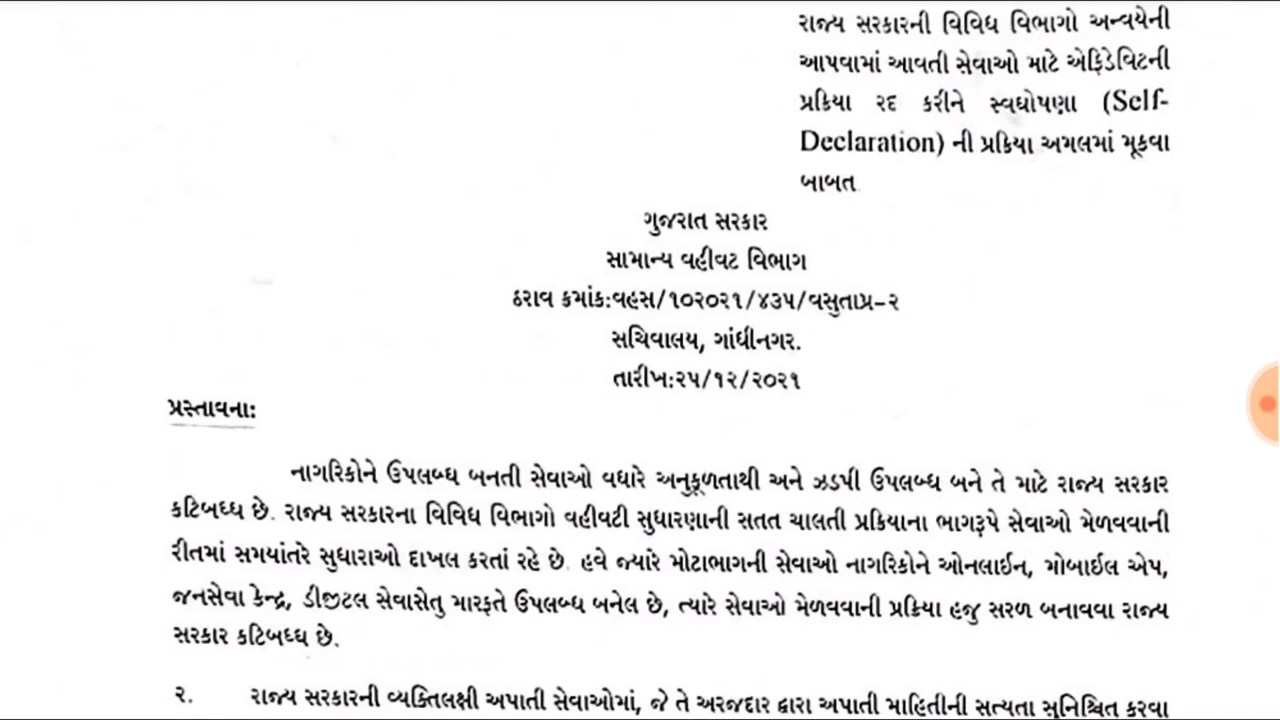 રાજ્ય સરકારની વિવિધ વિભાગો અન્વયેની
આપવામાં આવતી સેવાઓ માટે એફિડેવિટની
પ્રક્રિયા રદ કરીને સ્વઘોષણા (Self-
Declaration) ની પ્રક્રિયા અમલમાં મૂકવા
બાબત
ગુજરાત સરકાર
સામાન્ય વહીવટ વિભાગ
ઠરાવ ક્રમાંક:વહસ/૧૦૨૦૨૧/૪૩૫/વસુતાપ્ર-૨
સચિવાલય, ગાંધીનગર.
તારીખ:૨૫/૧૨/૨૦૨૧
પ્રસ્તાવના:
નાગરિકોને ઉપલબ્ધ બનતી સેવાઓ વધારે અનુકૂળતાથી અને ઝડપી ઉપલબ્ધ બને તે માટે રાજ્ય સરકાર
કટિબધ્ધ છે. રાજ્ય સરકારના વિવિધ વિભાગો વહીવટી સુધારણાની સતત ચાલતી પ્રક્રિયાના ભાગરૂપે સેવાઓ મેળવવાની
રીતમાં સમયાંતરે સુધારાઓ દાખલ કરતાં રહે છે. હવે જ્યારે મોટાભાગની સેવાઓ નાગરિકોને ઓનલાઈન, મોબાઈલ એપ,
જનસેવા કેન્દ્ર, ડીજીટલ સેવાસેતુ મારફતે ઉપલબ્ધ બનેલ છે, ત્યારે સેવાઓ મેળવવાની પ્રક્રિયા હજુ સરળ બનાવવા રાજ્ય
સરકાર કટિબધ્ધ છે.
૨. રાજ્ય સરકારની વ્યક્તિલક્ષી અપાતી સેવાઓમાં, જે તે અરજદાર દ્વારા અપાતી માહિતીની સત્યતા સુનિશ્ચિત કરવા